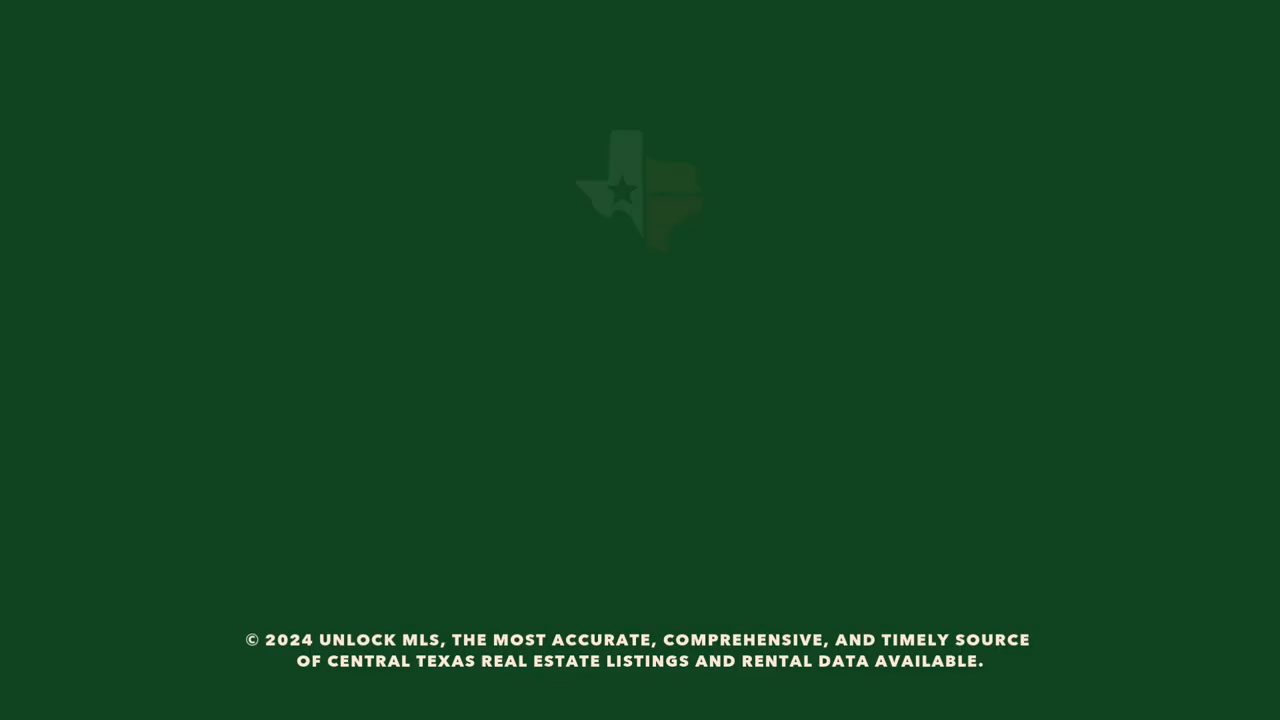 © 2024 UNLOCK MLS, THE MOST ACCURATE, COMPREHENSIVE, AND TIMELY SOURCE
OF CENTRAL TEXAS REAL ESTATE LISTINGS AND RENTAL DATA AVAILABLE.